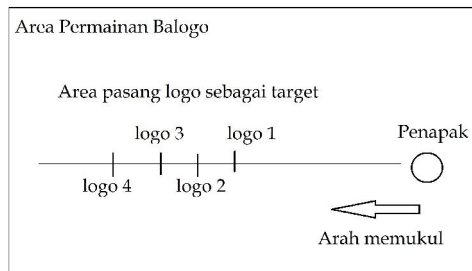 Area Permainan Balogo
Area pasang logo sebagai target
logo 3
logo 1
Penapak
logo 4
logo 2
Arah memukul